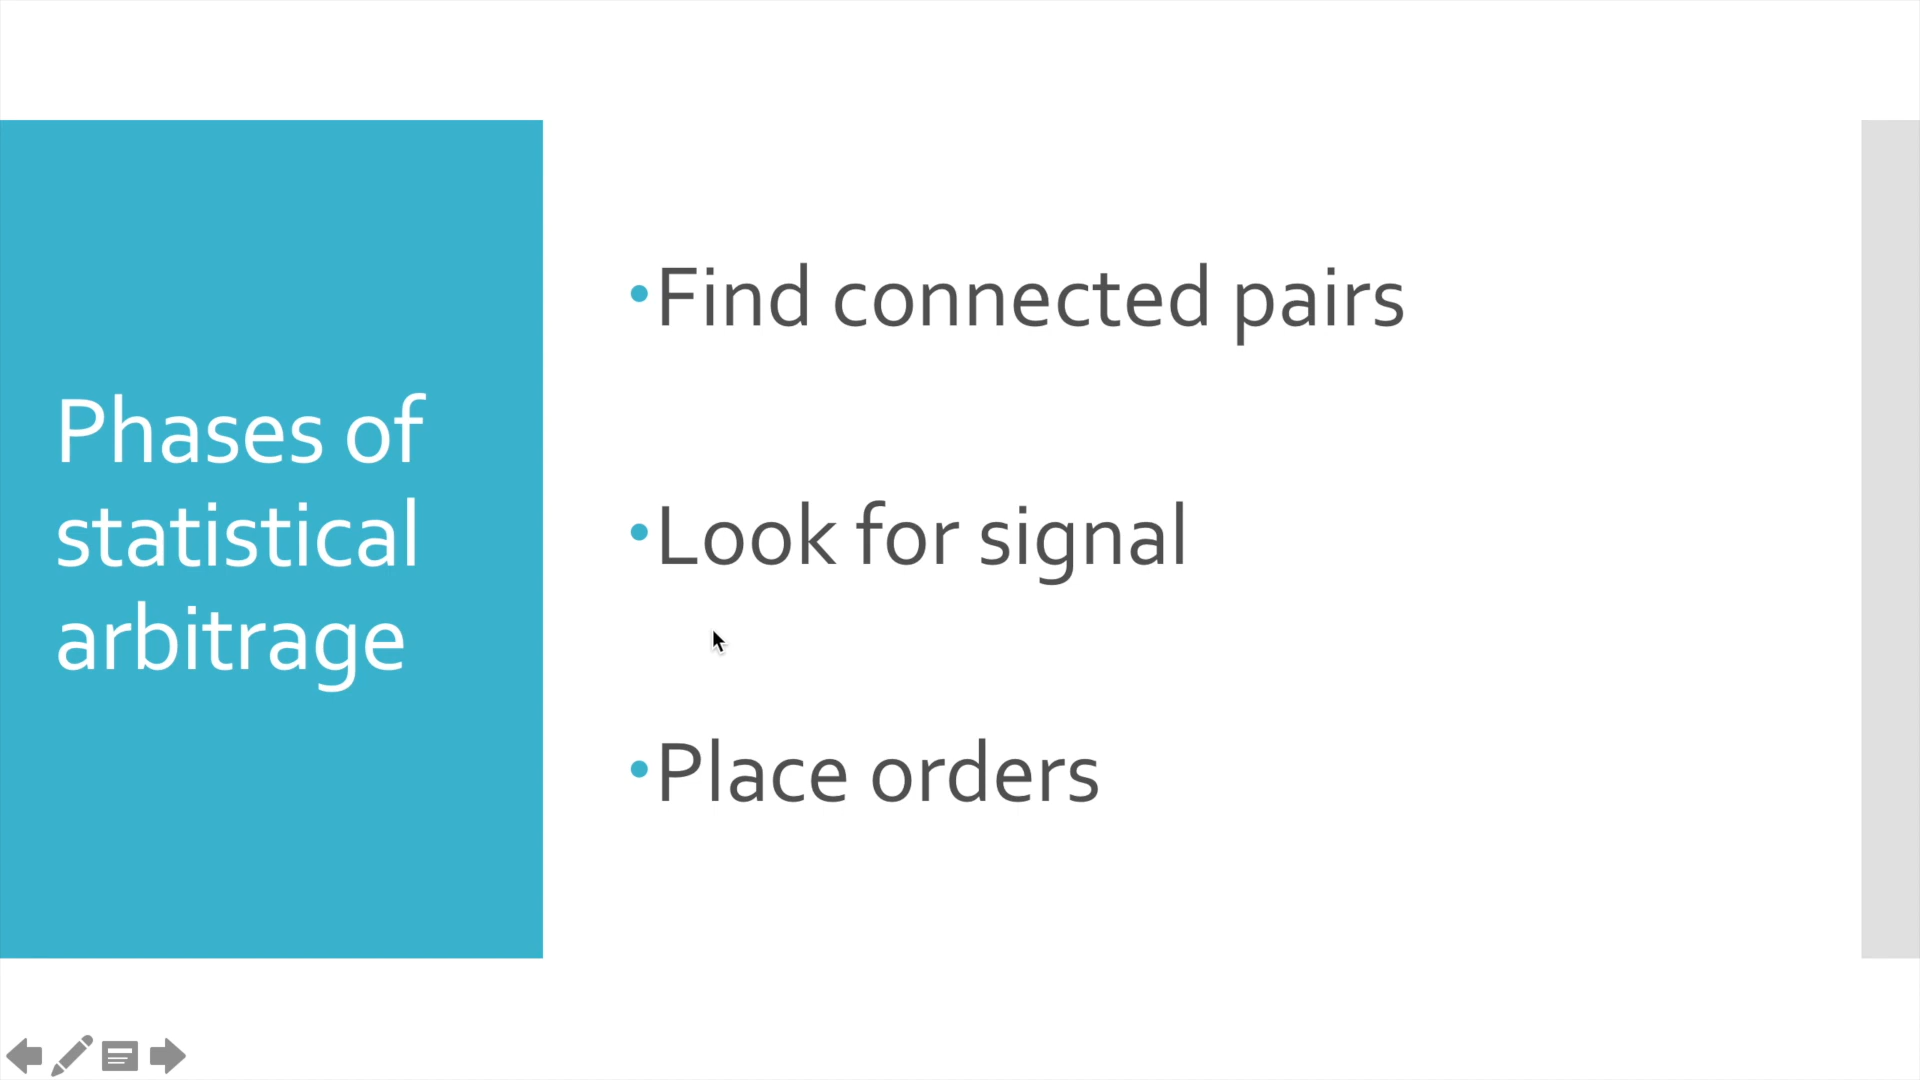 Phases of
statistical
arbitrage
•Find connected pairs
•Look for signal
•Place orders